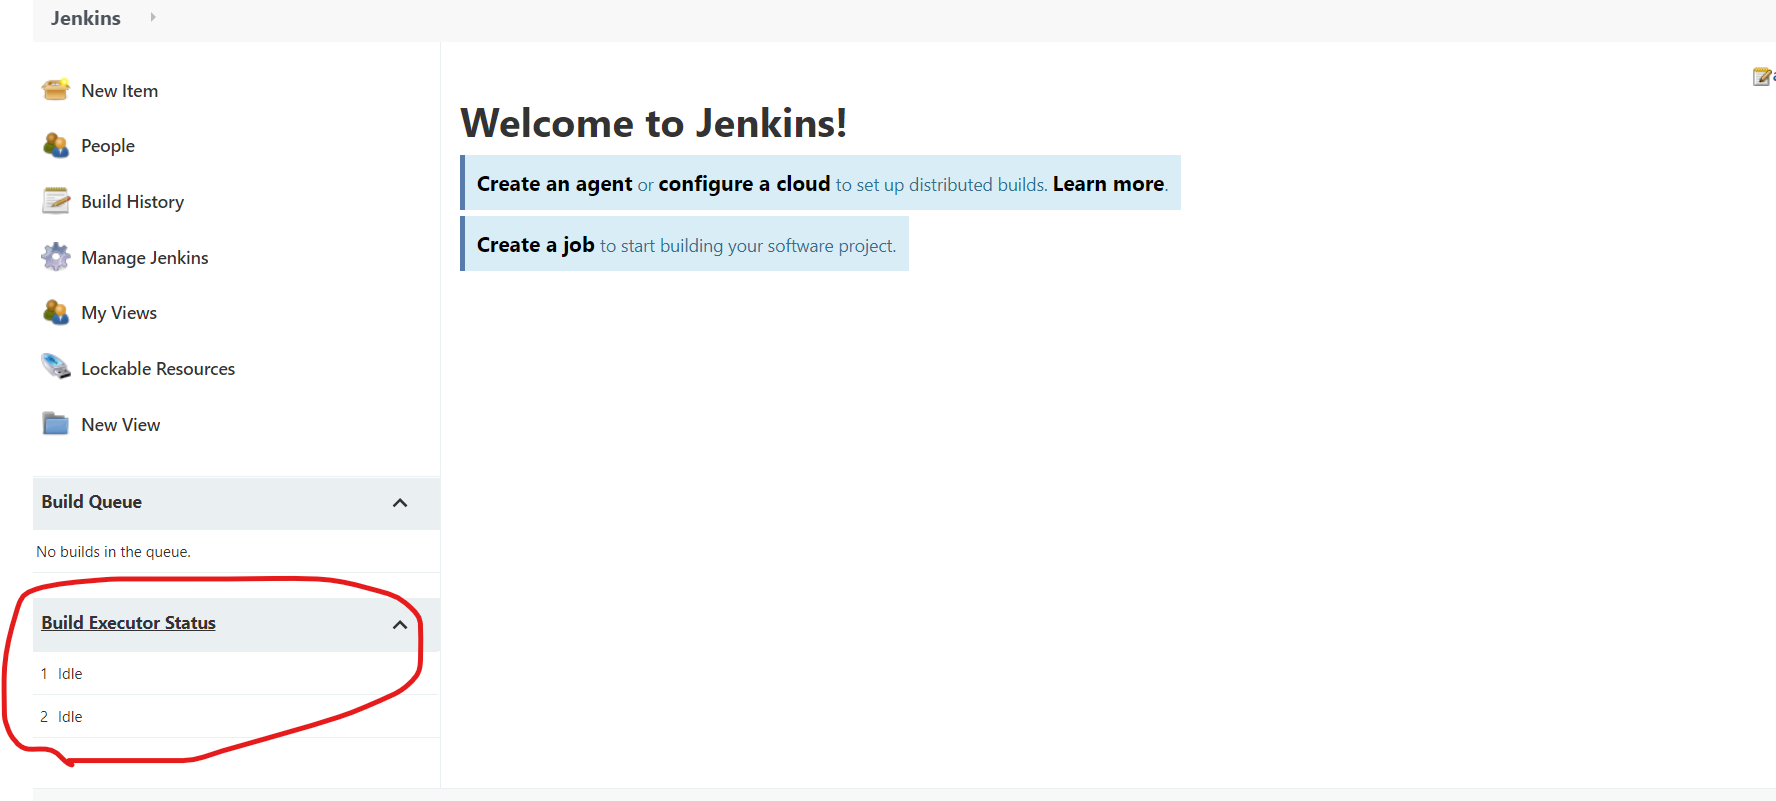 Jenkins
New Item
People
Build History
Manage Jenkins
My Views
Lockable Resources
New View
Build Queue
No builds in the queue.
Build Executor Status
1 Idle
2 Idle
Welcome to Jenkins!
Create an agent or configure a cloud to set up distributed builds. Learn more.
Create a job to start building your software project.